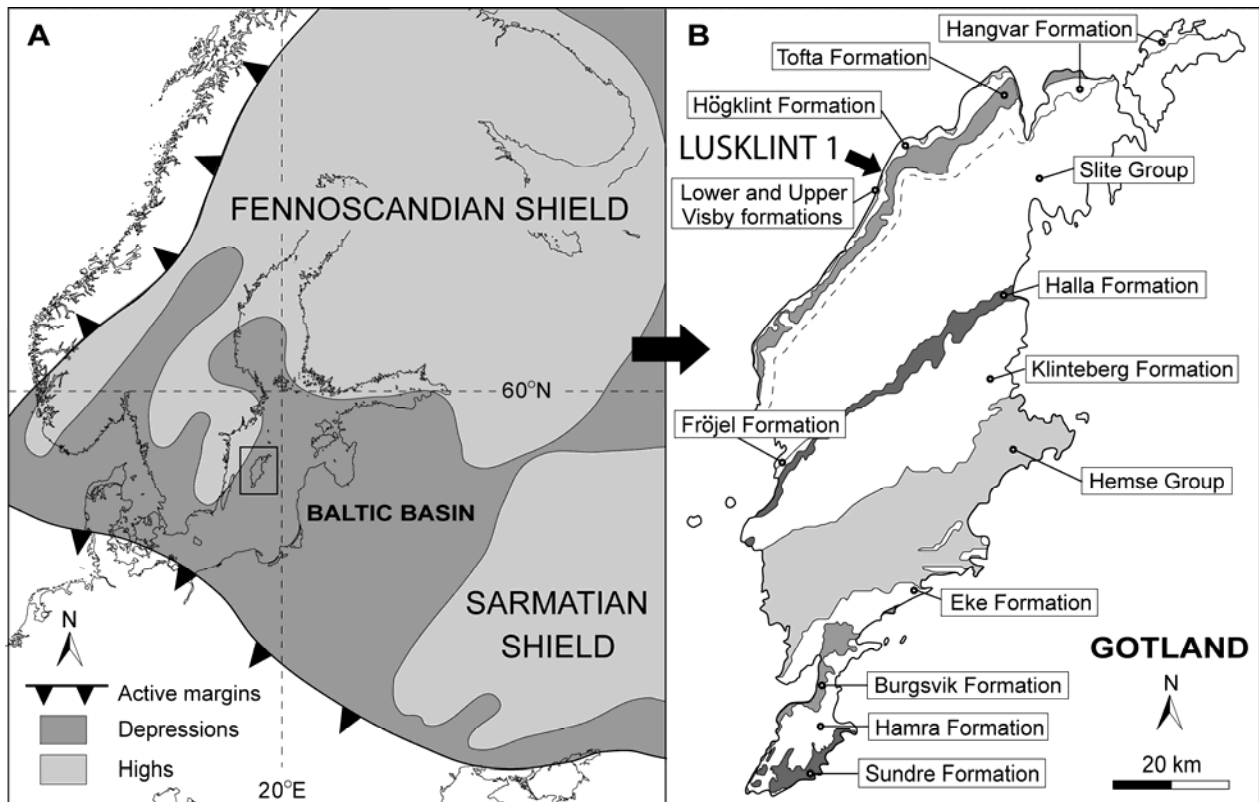 A
FENNOSCANDIAN SHIELD
60°N
BALTIC BASIN
SARMATIAN
SHIELD
N
Active margins
Depressions
Highs
20°E
B
Hangvar Formation
Tofta Formation
Högklint Formation
LUSKLINT 1
Slite Group
Lower and Upper
Visby formations
Halla Formation
Klinteberg Formation
Fröjel Formation
Hemse Group
Eke Formation
GOTLAND
Burgsvik Formation
N
Hamra Formation
Sundre Formation
20 km